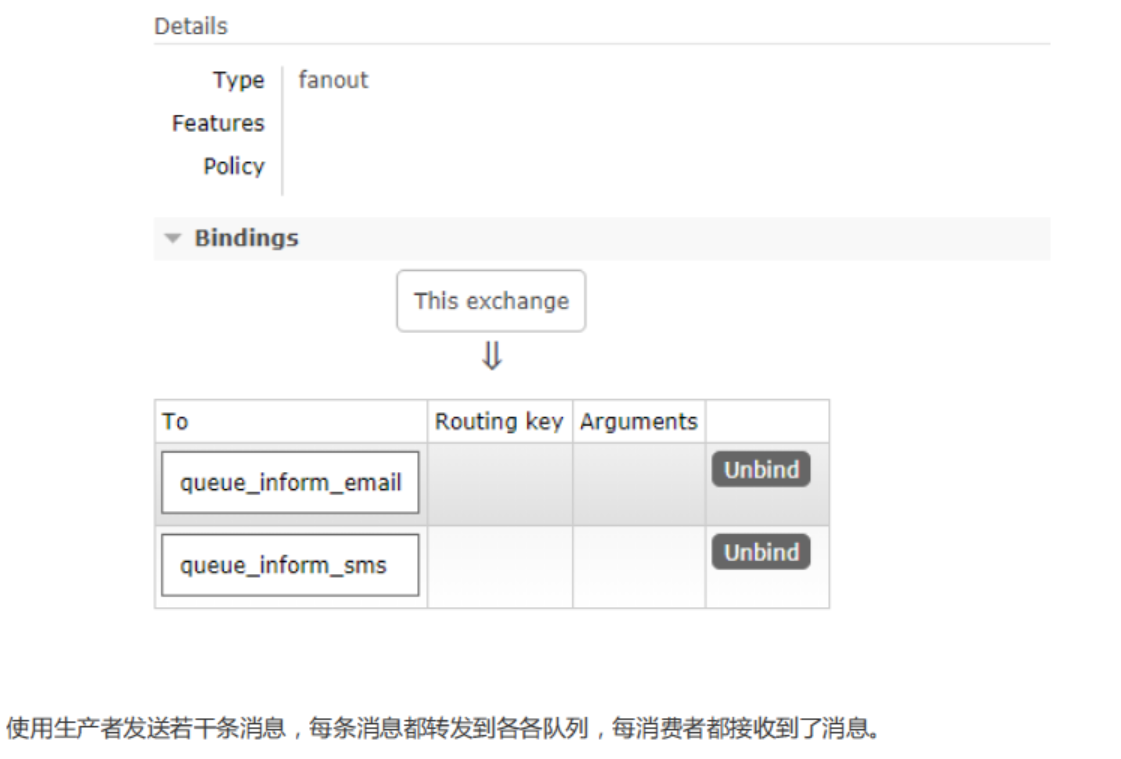 Details
Type fanout
Features
Policy
Bindings
This exchange
⇓
To Routing key Arguments
queue_inform_email Unbind
queue_inform_sms Unbind
使用生产者发送若干条消息，每条消息都转发到各各队列，每消费者都接收到了消息。